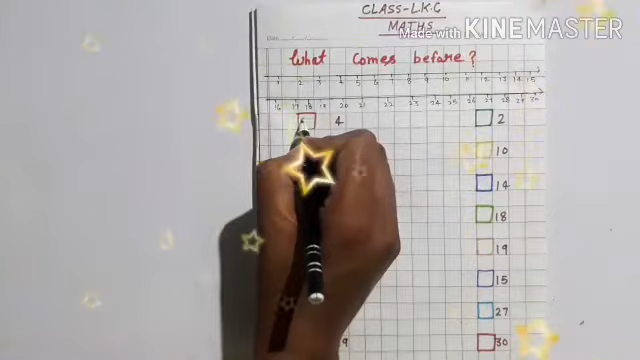 CLASS-L.K.G
MATHS
Made with KINEMASTER
What comes before?
1 2 3 4 5 6 7 8 9 10 11 12 13 14 15
16 17 18 19 20 21 22 23 24 25 26 27 28 29 30
4 2
10
14
18
19
15
27
9 30